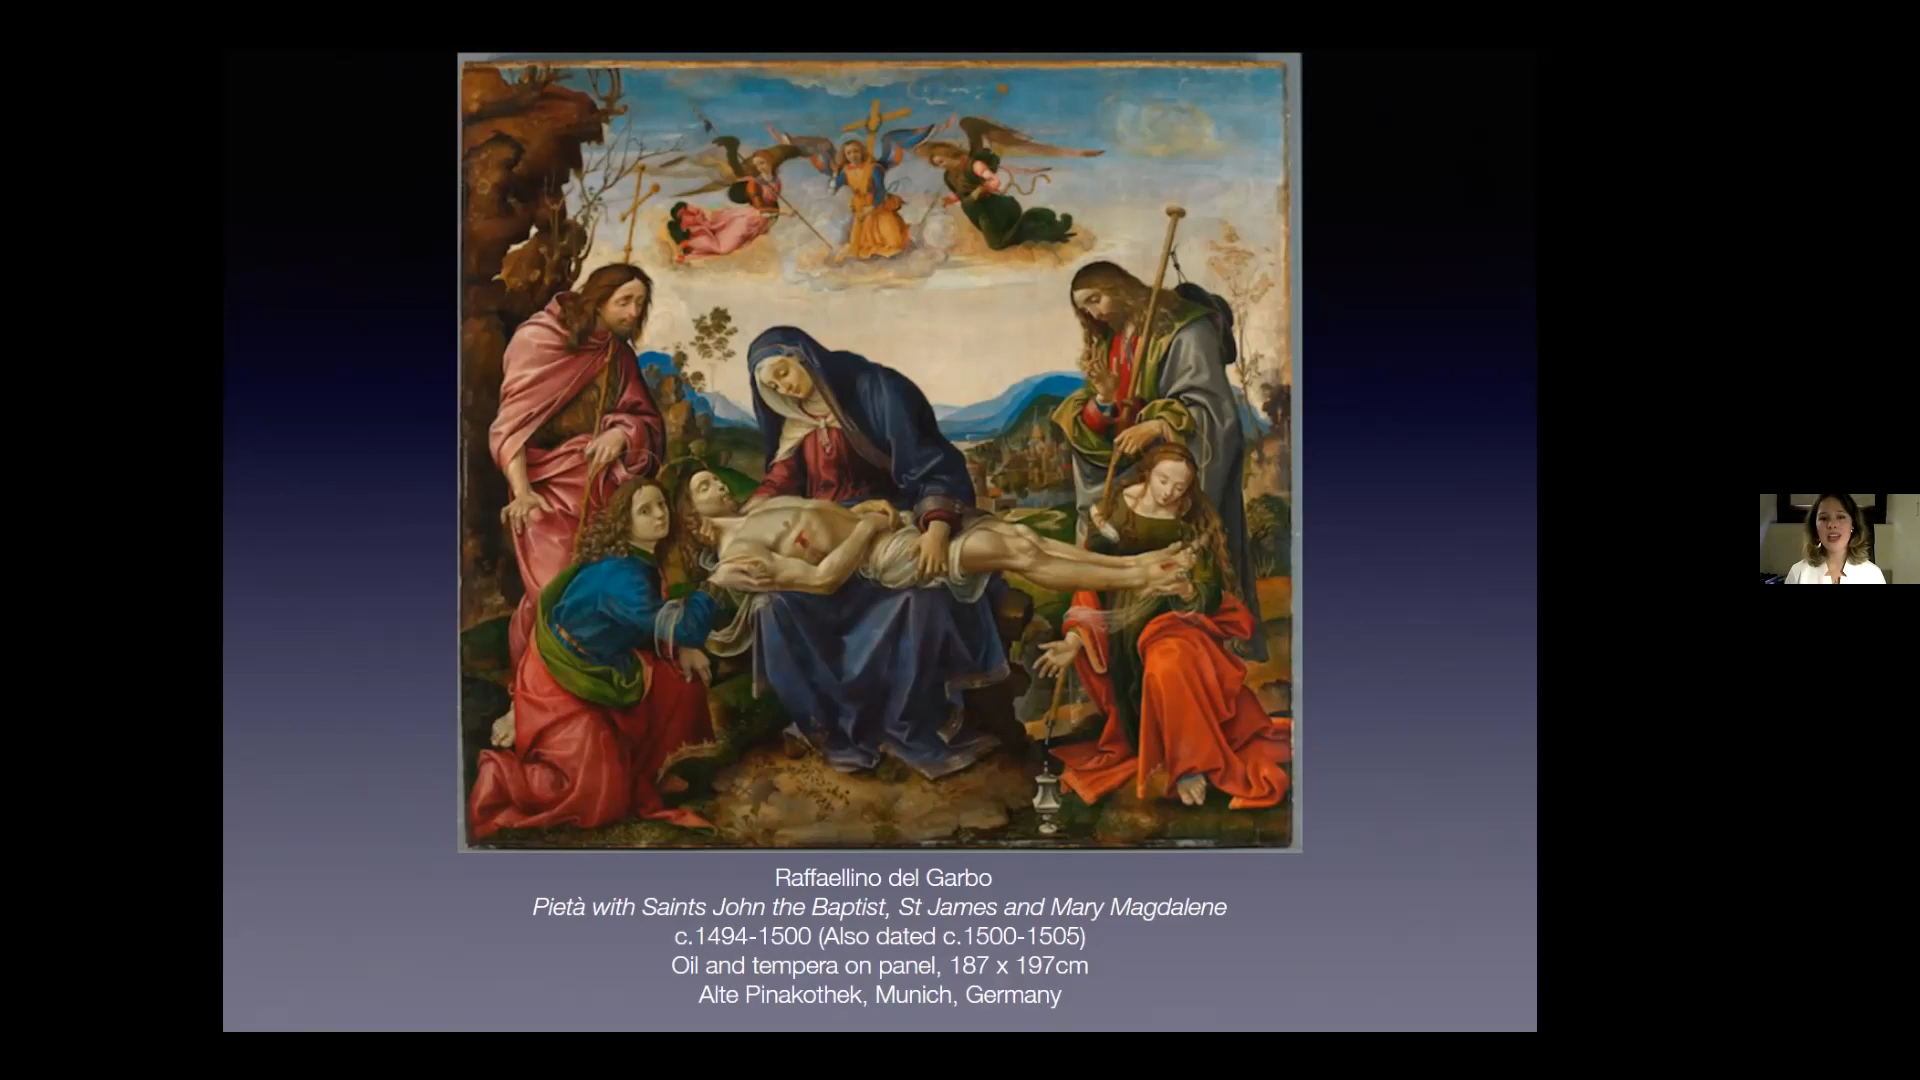 Raffaellino del Garbo
Pietà with Saints John the Baptist, St James and Mary Magdalene
c.1494-1500 (Also dated c.1500-1505)
Oil and tempera on panel, 187 x 197cm
Alte Pinakothek, Munich, Germany